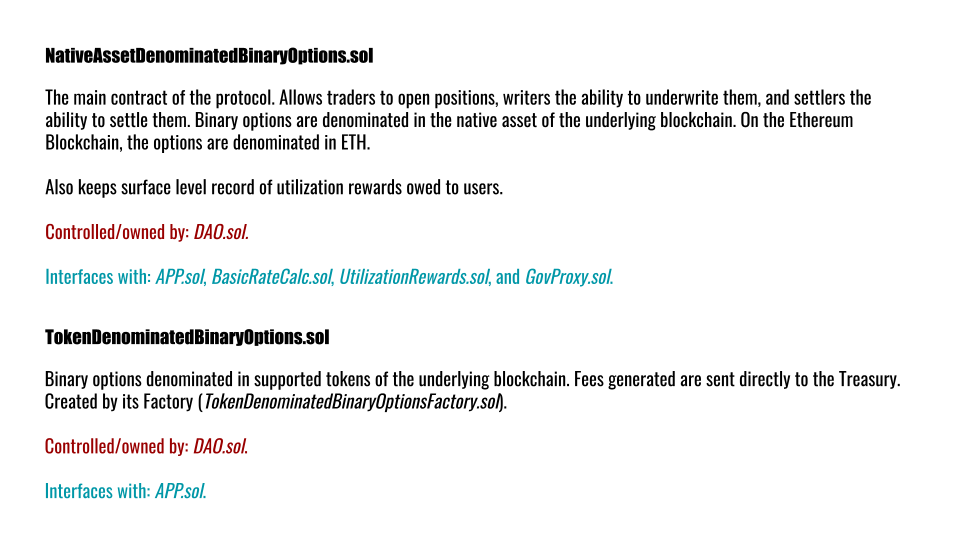 NativeAssetDenominatedBinaryOptions.sol
The main contract of the protocol. Allows traders to open positions, writers the ability to underwrite them, and settlers the
ability to settle them. Binary options are denominated in the native asset of the underlying blockchain. On the Ethereum
Blockchain, the options are denominated in ETH.
Also keeps surface level record of utilization rewards owed to users.
Controlled/owned by: DAO.sol.
Interfaces with: APP.sol, BasicRateCalc.sol, UtilizationRewards.sol, and GovProxy.sol.
TokenDenominatedBinaryOptions.sol
Binary options denominated in supported tokens of the underlying blockchain. Fees generated are sent directly to the Treasury.
Created by its Factory (TokenDenominatedBinaryOptionsFactory.sol).
Controlled/owned by: DAO.sol.
Interfaces with: APP.sol.